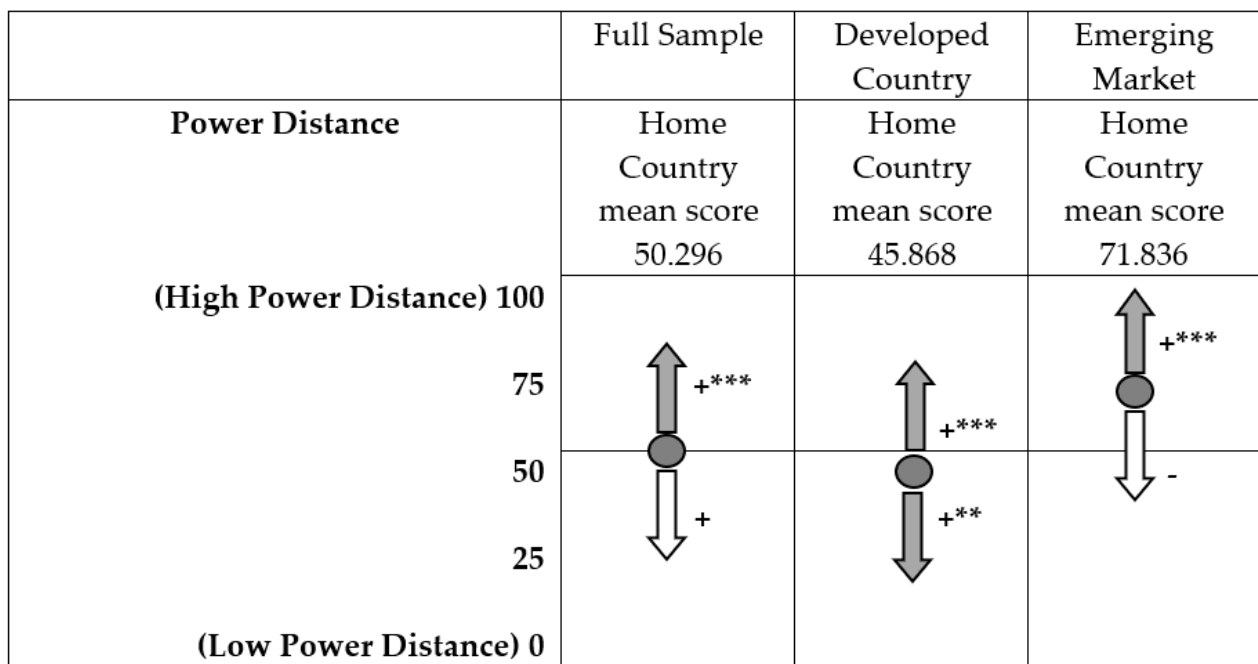 Full Sample
Developed
Country
Emerging
Market
Power Distance
Home
Country
mean score
50.296
Home
Country
mean score
45.868
Home
Country
mean score
71.836
(High Power Distance) 100
75
50
25
(Low Power Distance) 0
+***
+
+***
+**
+***
-